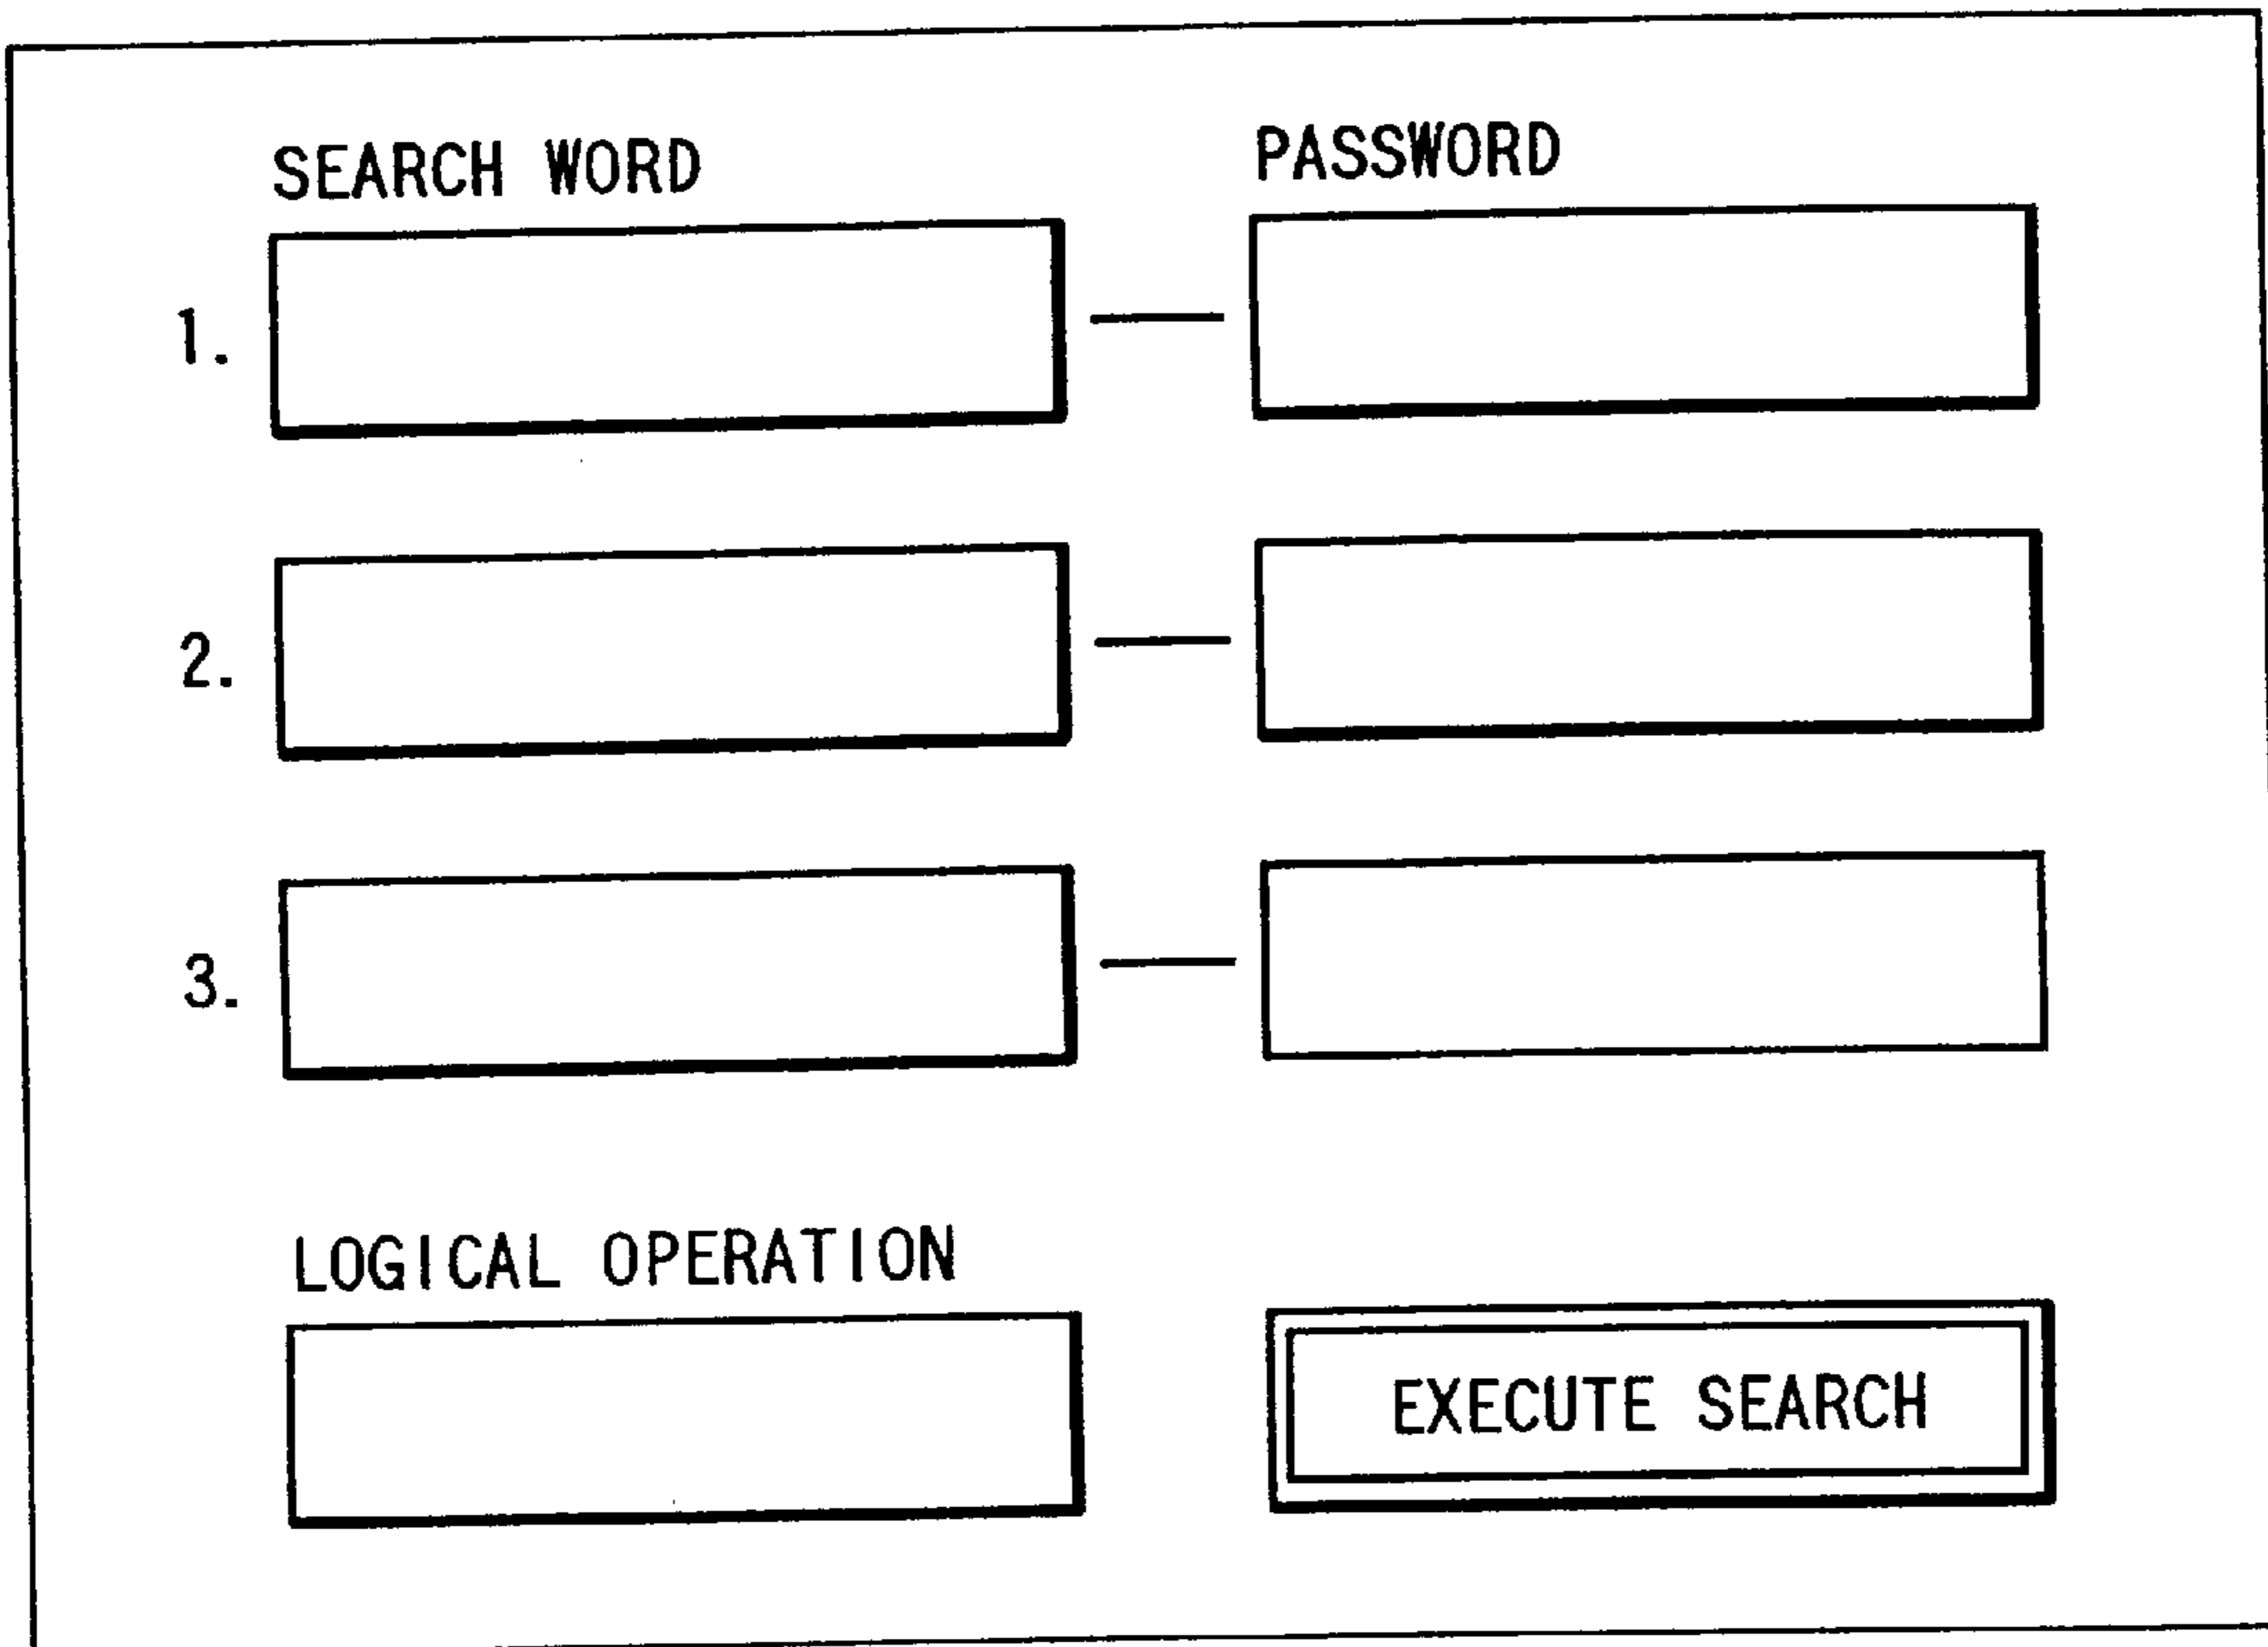 SEARCH WORD PASSWORD
1.
2.
3.
LOGICAL OPERATION
EXECUTE SEARCH